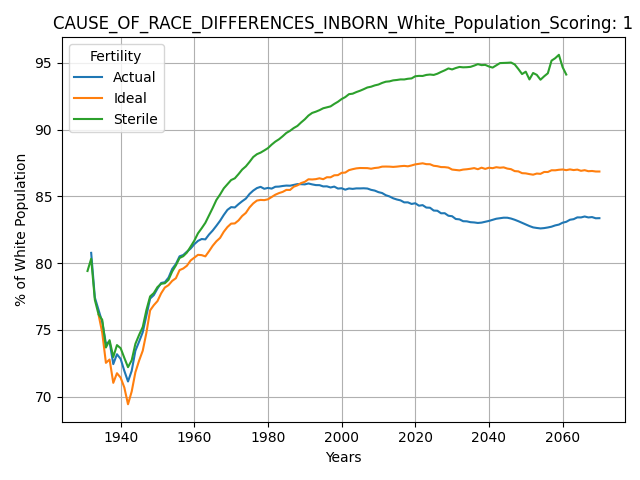 CAUSE_OF_RACE_DIFFERENCES_INBORN_White_Population_Scoring: 1
Fertility
Actual
Ideal
Sterile
95
90
85
80
75
70
% of White Population
1940
1960
1980
2000
2020
2040
2060
Years